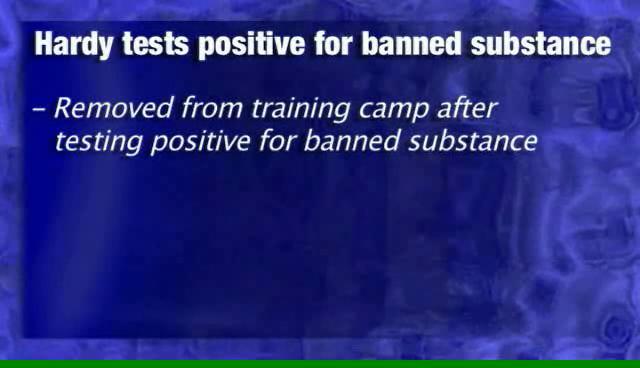 Hardy tests positive for banned substance
– Removed from training camp after
testing positive for banned substance